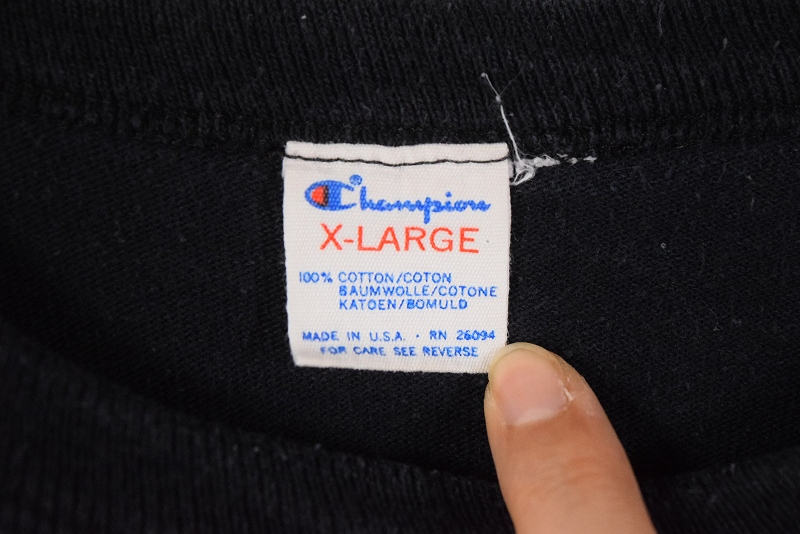 Champion®
X-LARGE
100% COTTON/COTON
BAUMWOLLE/COTONE
KATOEN/BOMULD
MADE IN U.S.A. · RN 26094
FOR CARE SEE REVERSE